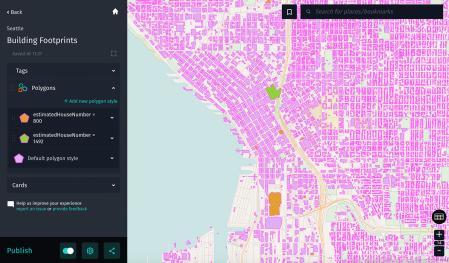 < Back
Seattle
Building Footprints
Saved at 11:21
Tags
Polygons
+ Add new polygon style
estimatedHouseNumber =
800
estimatedHouseNumber =
1492
Default polygon style
Cards
Help us improve your experience
report an issue or provide feedback
Publish
Search for places/bookmarks